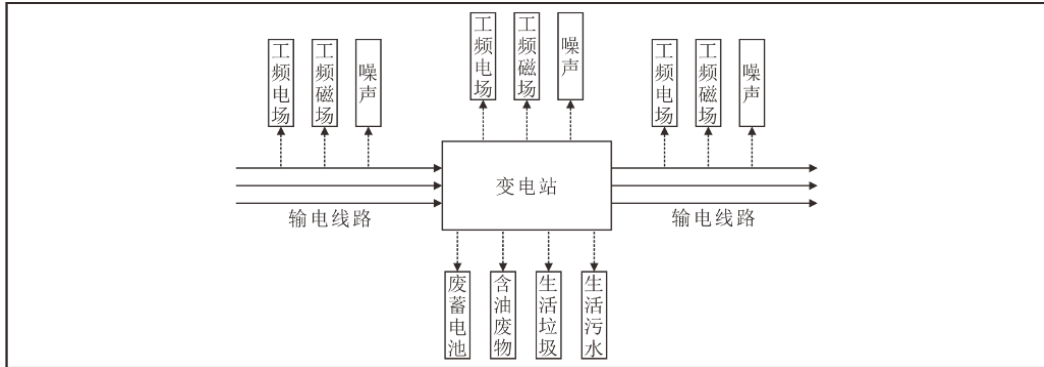 工频电场
工频磁场
噪声
工频电场
工频磁场
噪声
工频电场
工频磁场
噪声
变电站
输电线路
输电线路
废蓄电池
含油废物
生活垃圾
生活污水